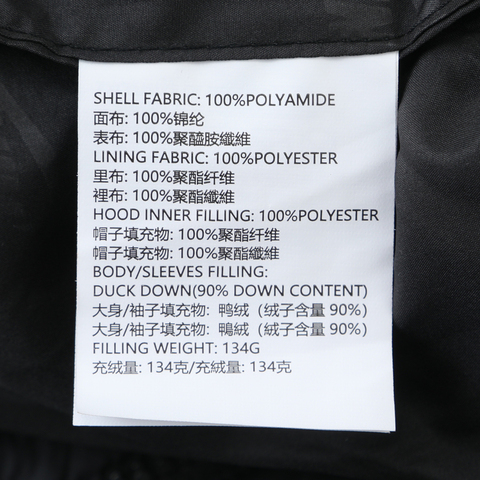 SHELL FABRIC: 100%POLYAMIDE
面布: 100%锦纶
表布: 100%聚醯胺纖維
LINING FABRIC: 100%POLYESTER
里布: 100%聚酯纤维
裡布: 100%聚酯纖維
HOOD INNER FILLING: 100%POLYESTER
帽子填充物: 100%聚酯纤维
帽子填充物: 100%聚酯纖維
BODY/SLEEVES FILLING:
DUCK DOWN(90% DOWN CONTENT)
大身/袖子填充物: 鸭绒（绒子含量 90%）
大身/袖子填充物: 鴨絨（絨子含量 90%）
FILLING WEIGHT: 134G
充绒量: 134克/充絨量: 134克